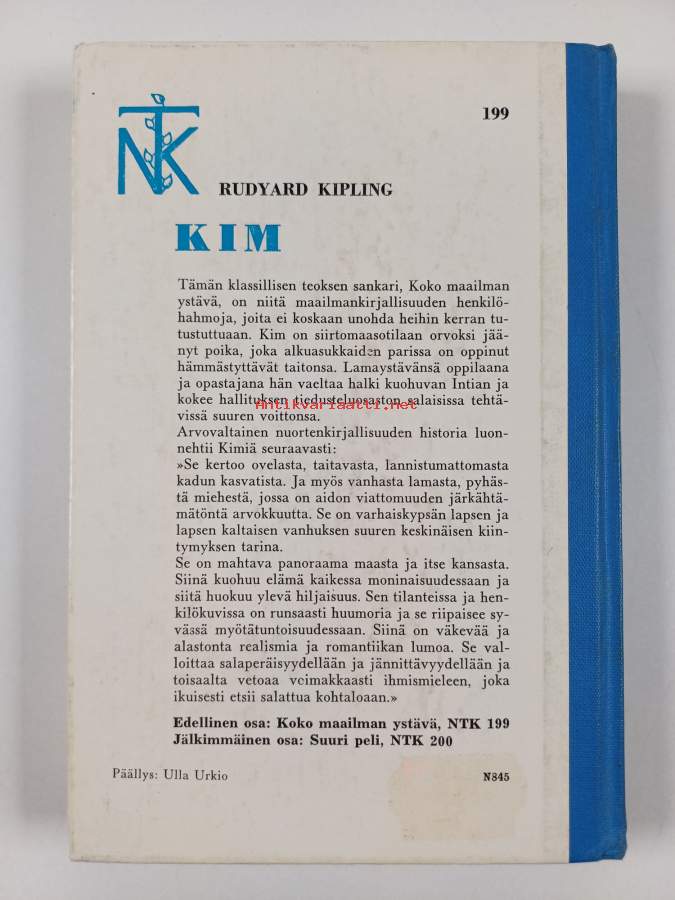 199
NTK
RUDYARD KIPLING
KIM
Tämän klassillisen teoksen sankari, Koko maailman
ystävä, on niitä maailmankirjallisuuden henkilö-
hahmoja, joita ei koskaan unohda heihin kerran tu-
tustuttuaan. Kim on siirtomaasotilaan orvoksi jää-
nyt poika, joka alkuasukkaiden parissa on oppinut
hämmästyttävät taitonsa. Lamaystävänsä oppilaana
ja opastajana hän vaeltaa halki kuohuvan Intian ja
kokee hallituksen tiedusteluosaston salaisissa tehtä-
Antikvariaatti.net
vissä suuren voittonsa.
Arvovaltainen nuortenkirjallisuuden historia luon-
nehtii Kimiä seuraavasti:
»Se kertoo ovelasta, taitavasta, lannistumattomasta
kadun kasvatista. Ja myös vanhasta lamasta, pyhäs-
tä miehestä, jossa on aidon viattomuuden järkähtä-
mätöntä arvokkuutta. Se on varhaiskypsän lapsen ja
lapsen kaltaisen vanhuksen suuren keskinäisen kiin-
tymyksen tarina.
Se on mahtava panoraama maasta ja itse kansasta.
Siinä kuohuu elämä kaikessa moninaisuudessaan ja
siitä huokuu ylevä hiljaisuus. Sen tilanteissa ja hen-
kilökuvissa on runsaasti huumoria ja se riipaisee sy-
vässä myötätuntoisuudessaan. Siinä on väkevää ja
alastonta realismia ja romantiikan lumoa. Se val-
loittaa salaperäisyydellään ja jännittävyydellään ja
toisaalta vetoaa voimakkaasti ihmismieleen, joka
ikuisesti etsii salattua kohtaloaan.»
Edellinen osa: Koko maailman ystävä, NTK 199
Jälkimmäinen osa: Suuri peli, NTK 200
Päällys: Ulla Urkio
N845